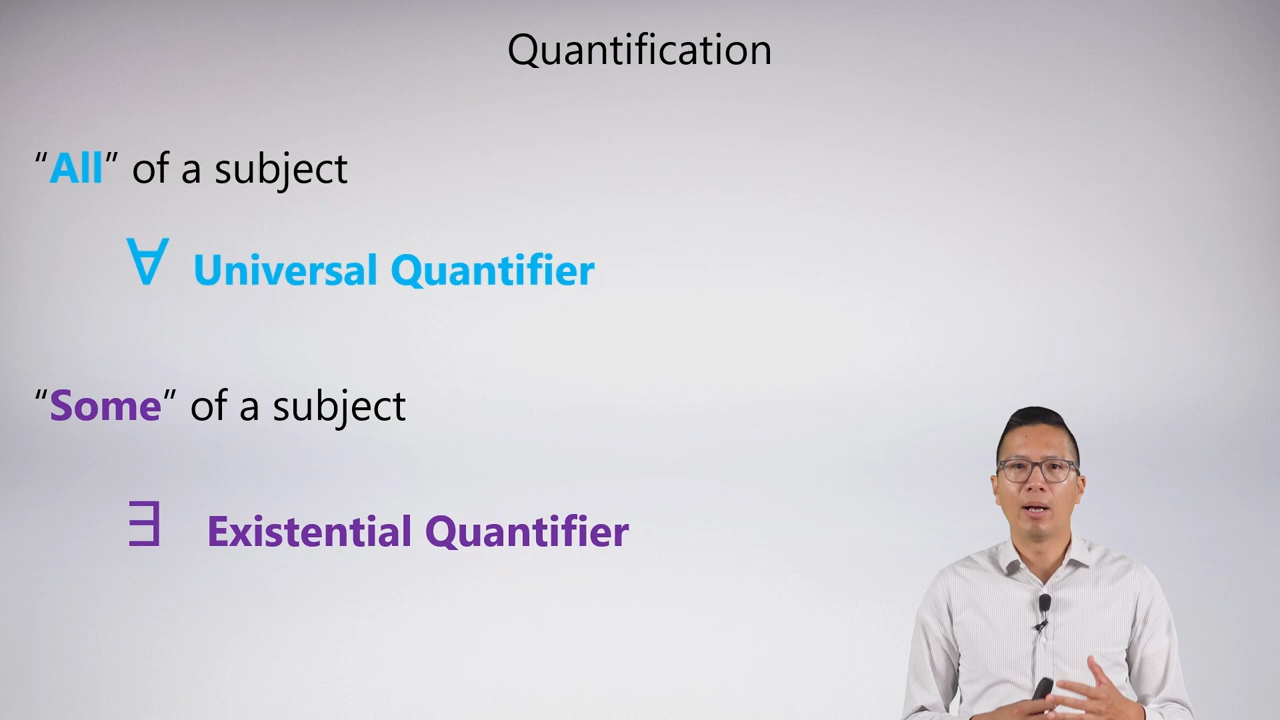 Quantification
“All” of a subject
∀ Universal Quantifier
“Some” of a subject
∃ Existential Quantifier